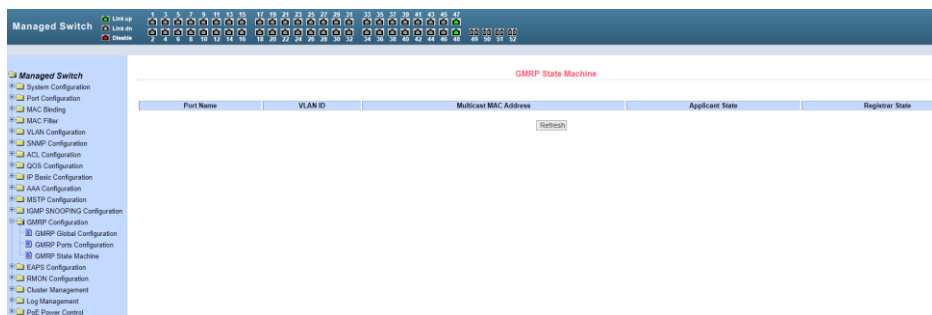 Managed Switch
Link up
Link dn
Disable
1 3 5 7 9 11 13 15 17 19 21 23 25 27 29 31 33 35 37 39 41 43 45 47
2 4 6 8 10 12 14 16 18 20 22 24 26 28 30 32 34 36 38 40 42 44 46 48 49 50 51 52
Managed Switch
System Configuration
Port Configuration
MAC Binding
MAC Filter
VLAN Configuration
SNMP Configuration
ACL Configuration
QOS Configuration
IP Basic Configuration
AAA Configuration
MSTP Configuration
IGMP SNOOPING Configuration
GMRP Configuration
GMRP Global Configuration
GMRP Ports Configuration
GMRP State Machine
EAPS Configuration
RMON Configuration
Cluster Management
Log Management
PoE Power Control
GMRP State Machine
Port Name VLAN ID Multicast MAC Address Applicant State Registrar State
Refresh